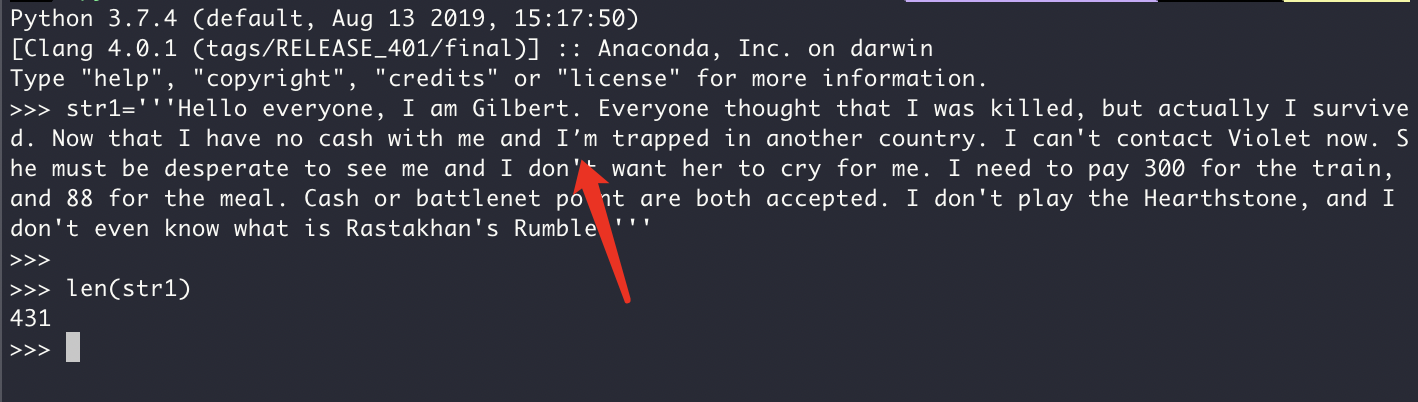 Python 3.7.4 (default, Aug 13 2019, 15:17:50)
[Clang 4.0.1 (tags/RELEASE_401/final)] :: Anaconda, Inc. on darwin
Type "help", "copyright", "credits" or "license" for more information.
>>> str1='''Hello everyone, I am Gilbert. Everyone thought that I was killed, but actually I survive
d. Now that I have no cash with me and I’m trapped in another country. I can't contact Violet now. S
he must be desperate to see me and I don't want her to cry for me. I need to pay 300 for the train,
and 88 for the meal. Cash or battlenet point are both accepted. I don't play the Hearthstone, and I
don't even know what is Rastakhan's Rumble '''
>>>
>>> len(str1)
431
>>>